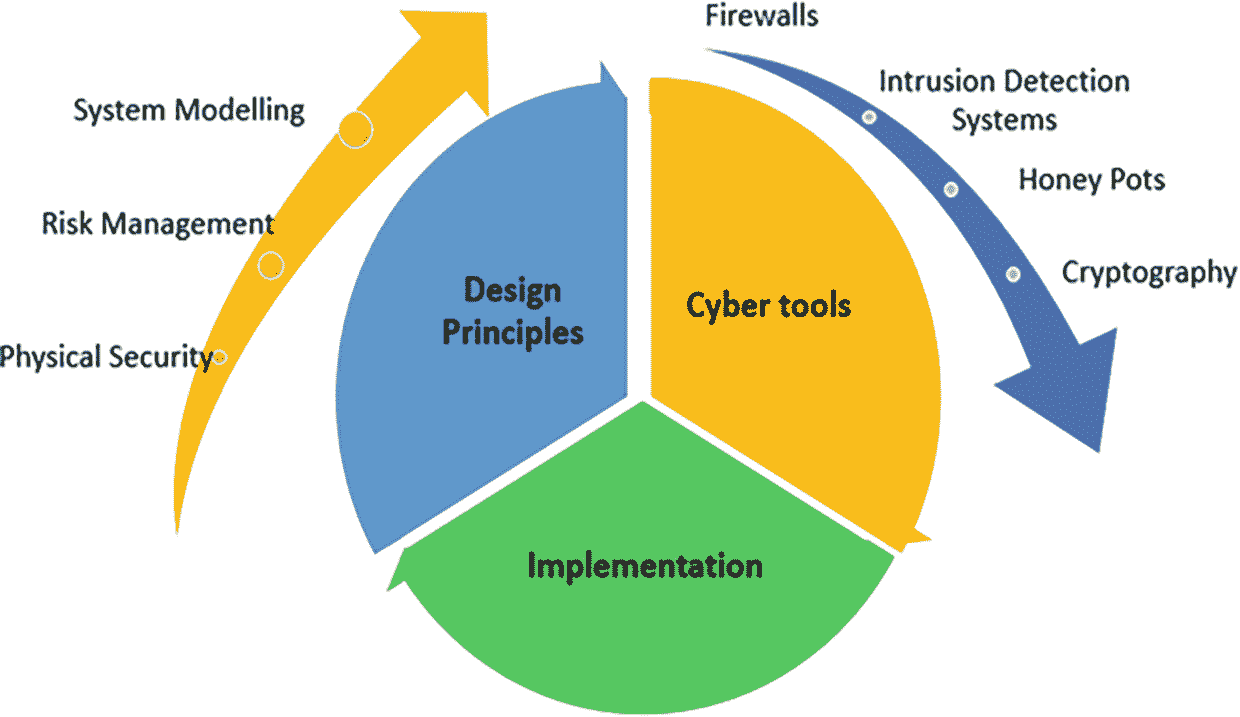 Firewalls
Intrusion Detection
Systems
Honey Pots
Cryptography
System Modelling
Risk Management
Physical Security
Design
Principles
Cyber tools
Implementation